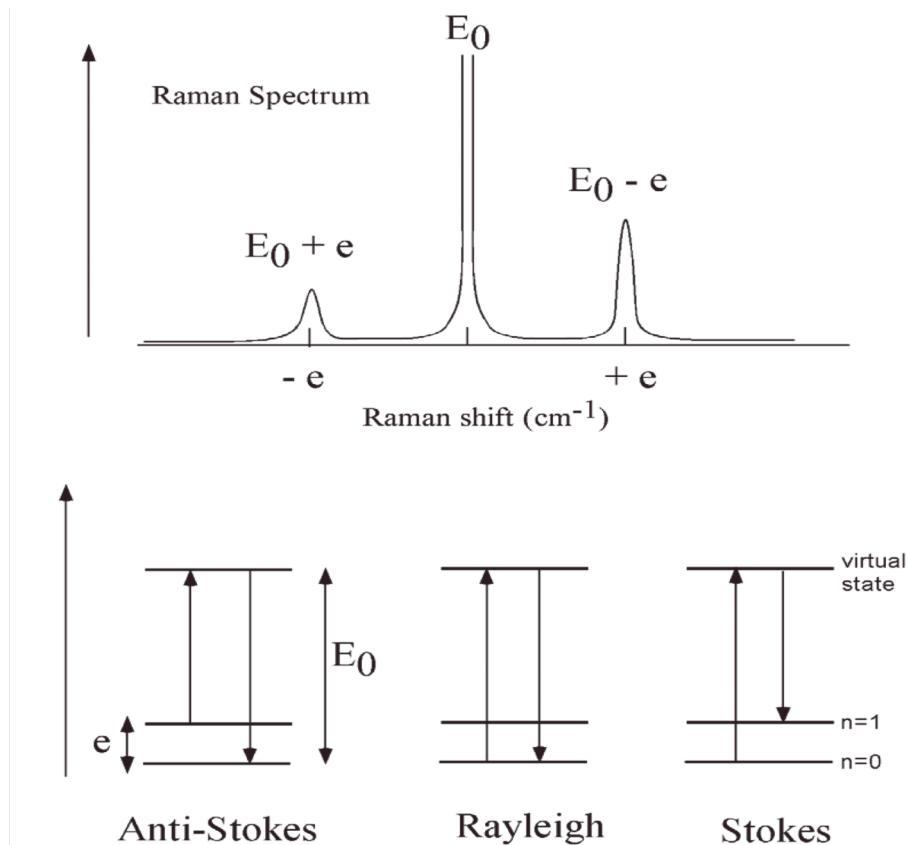 E₀
Raman Spectrum
E₀ - e
E₀ + e
- e
+ e
Raman shift (cm⁻¹)
virtual
state
E₀
e
n=1
n=0
Anti-Stokes
Rayleigh
Stokes